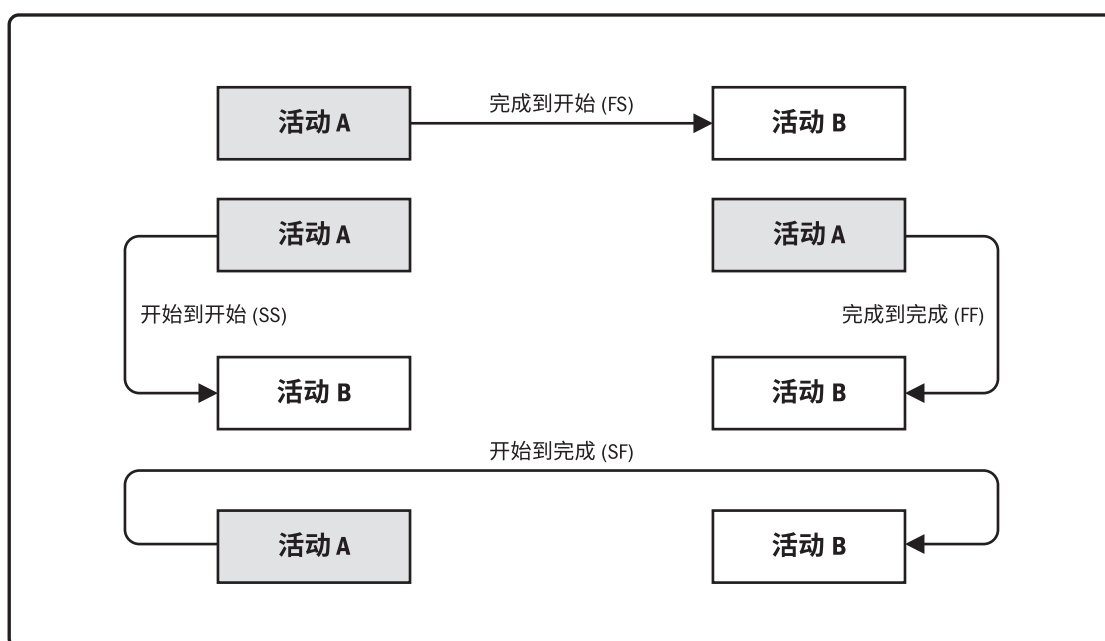 完成到开始 (FS)
活动 A
活动 B
活动 A
活动 A
开始到开始 (SS)
完成到完成 (FF)
活动 B
活动 B
开始到完成 (SF)
活动 A
活动 B